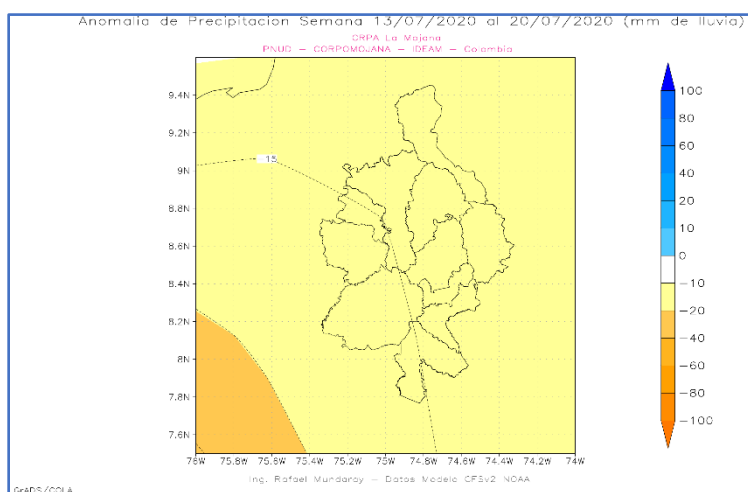 Anomalia de Precipitacion Semana 13/07/2020 al 20/07/2020 (mm de lluvia)
CRPA La Mojana
PNUD – CORPOMOJANA – IDEAM – Colombia
9.4N
9.2N
9N
8.8N
8.6N
8.4N
8.2N
8N
7.8N
7.6N
-15
76W 75.8W 75.6W 75.4W 75.2W 75W 74.8W 74.6W 74.4W 74.2W 74W
100
80
60
40
20
10
0
-10
-20
-40
-60
-80
-100
Ing. Rafael Mundaray – Datos Modelo CFSv2 NOAA
GrADS/COLA